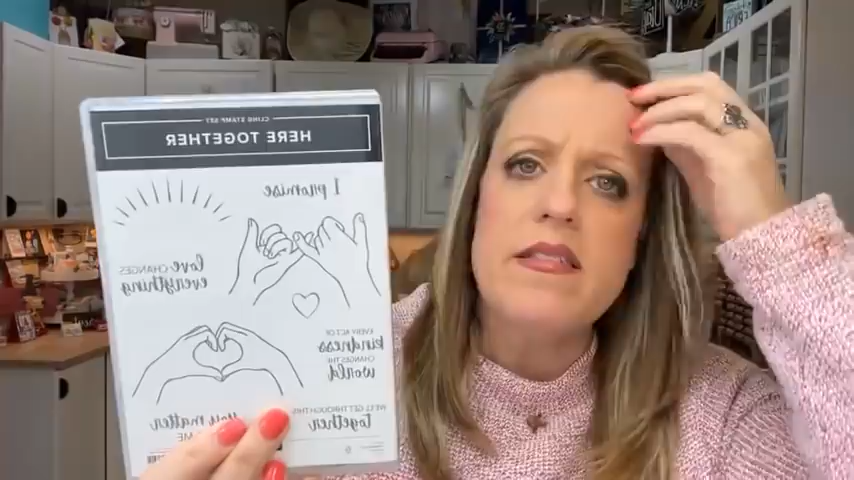 CLING STAMP SET
HERE TOGETHER
I promise
love CHANGES
everything
EVERY ACT OF
kindness
CHANGES THE
world
You matter
WE'LL GET THROUGH THIS
together